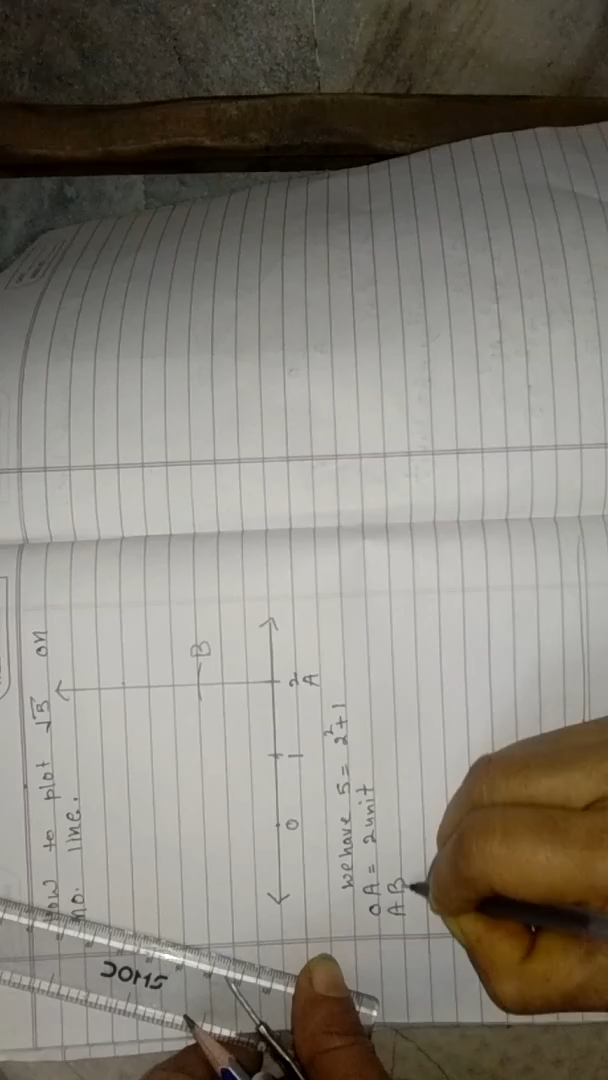 How to plot √5 on
no. line.
B
0 1 2
A
we have 5 = 2²+1
OA = 2 unit
AB
DOMS